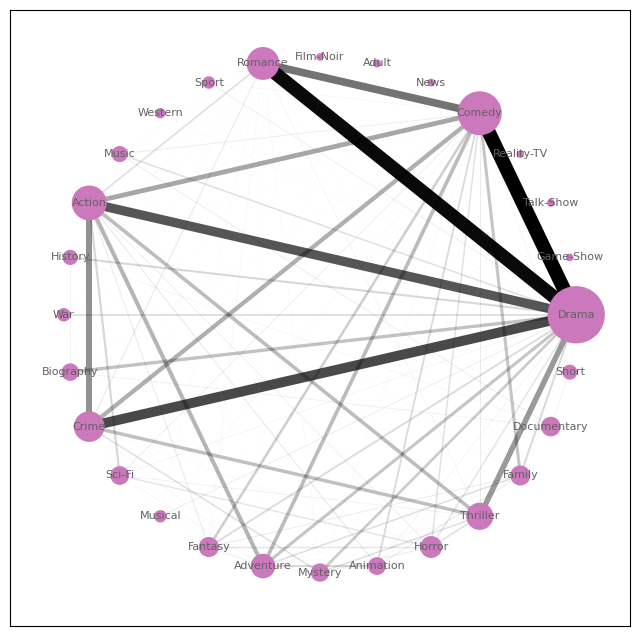 Film-Noir
Romance
Adult
Sport
News
Western
Comedy
Music
Reality-TV
Action
Talk-Show
History
Game-Show
War
Drama
Biography
Short
Crime
Documentary
Sci-Fi
Family
Musical
Thriller
Fantasy
Horror
Adventure
Mystery
Animation